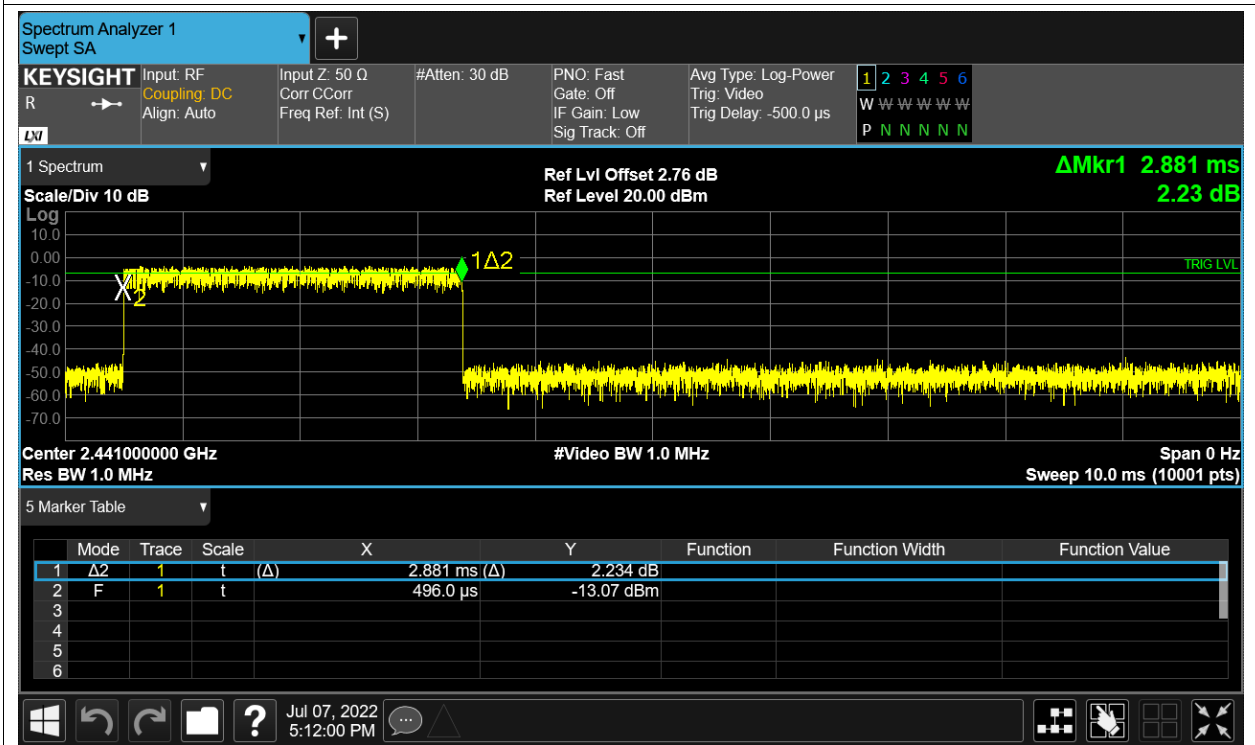 Spectrum Analyzer 1
Swept SA
KEYSIGHT Input: RF Input Z: 50 Ω #Atten: 30 dB PNO: Fast Avg Type: Log-Power 1 2 3 4 5 6
R Coupling: DC Corr CCorr Gate: Off Trig: Video W W W W W W
Align: Auto Freq Ref: Int (S) IF Gain: Low Trig Delay: -500.0 µs
LXI Sig Track: Off P N N N N N
1 Spectrum Ref Lvl Offset 2.76 dB ΔMkr1 2.881 ms
Scale/Div 10 dB Ref Level 20.00 dBm 2.23 dB
Log
10.0
0.00 1Δ2 TRIG LVL
-10.0
X2
-20.0
-30.0
-40.0
-50.0
-60.0
-70.0
Center 2.441000000 GHz #Video BW 1.0 MHz Span 0 Hz
Res BW 1.0 MHz Sweep 10.0 ms (10001 pts)
5 Marker Table
Mode Trace Scale X Y Function Function Width Function Value
1 Δ2 1 t (Δ) 2.881 ms (Δ) 2.234 dB
2 F 1 t 496.0 µs -13.07 dBm
3
4
5
6
? Jul 07, 2022
5:12:00 PM